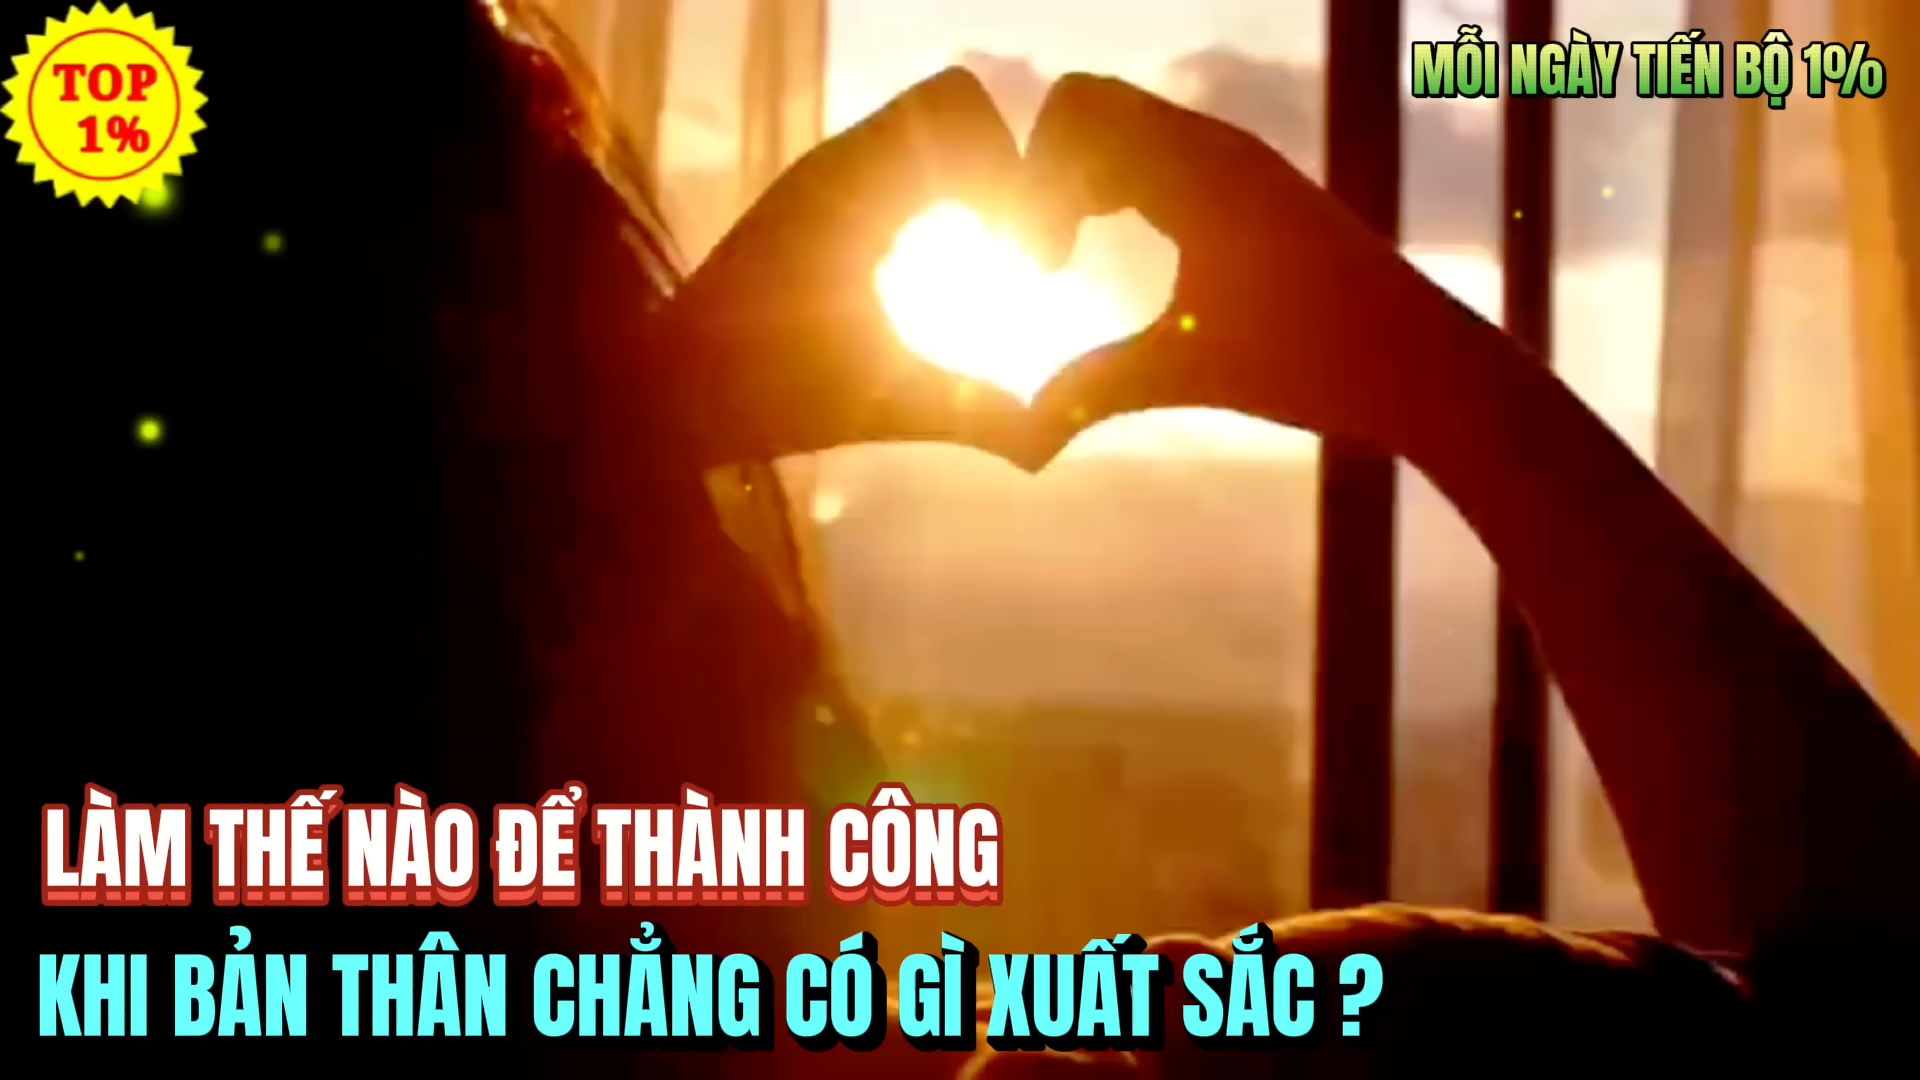 TOP
1%
MỖI NGÀY TIẾN BỘ 1%
LÀM THẾ NÀO ĐỂ THÀNH CÔNG
KHI BẢN THÂN CHẲNG CÓ GÌ XUẤT SẮC ?